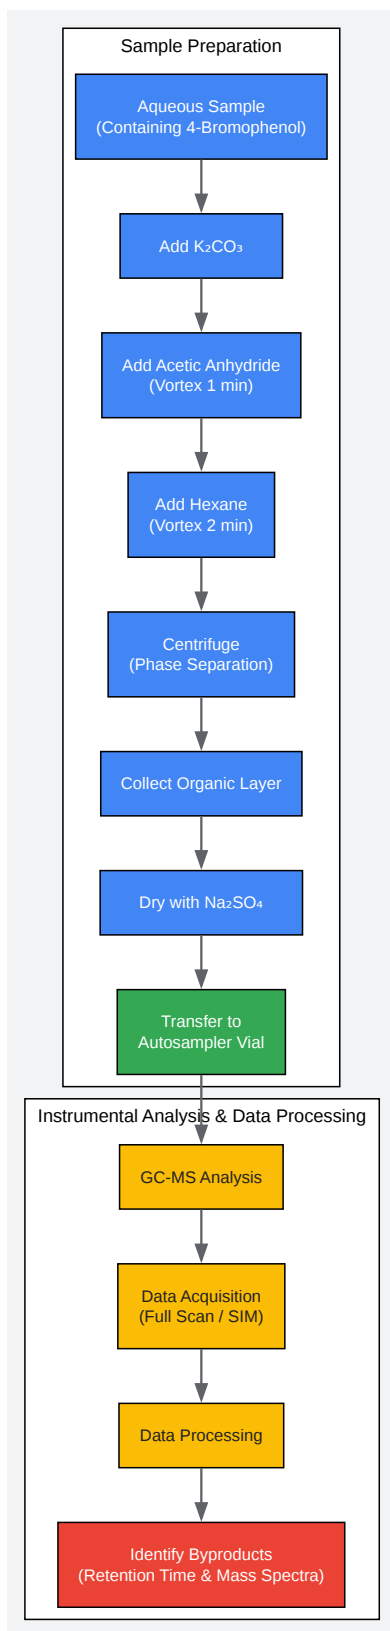 Sample Preparation
Aqueous Sample
(Containing 4-Bromophenol)
Add K₂CO₃
Add Acetic Anhydride
(Vortex 1 min)
Add Hexane
(Vortex 2 min)
Centrifuge
(Phase Separation)
Collect Organic Layer
Dry with Na₂SO₄
Transfer to
Autosampler Vial
Instrumental Analysis & Data Processing
GC-MS Analysis
Data Acquisition
(Full Scan / SIM)
Data Processing
Identify Byproducts
(Retention Time & Mass Spectra)